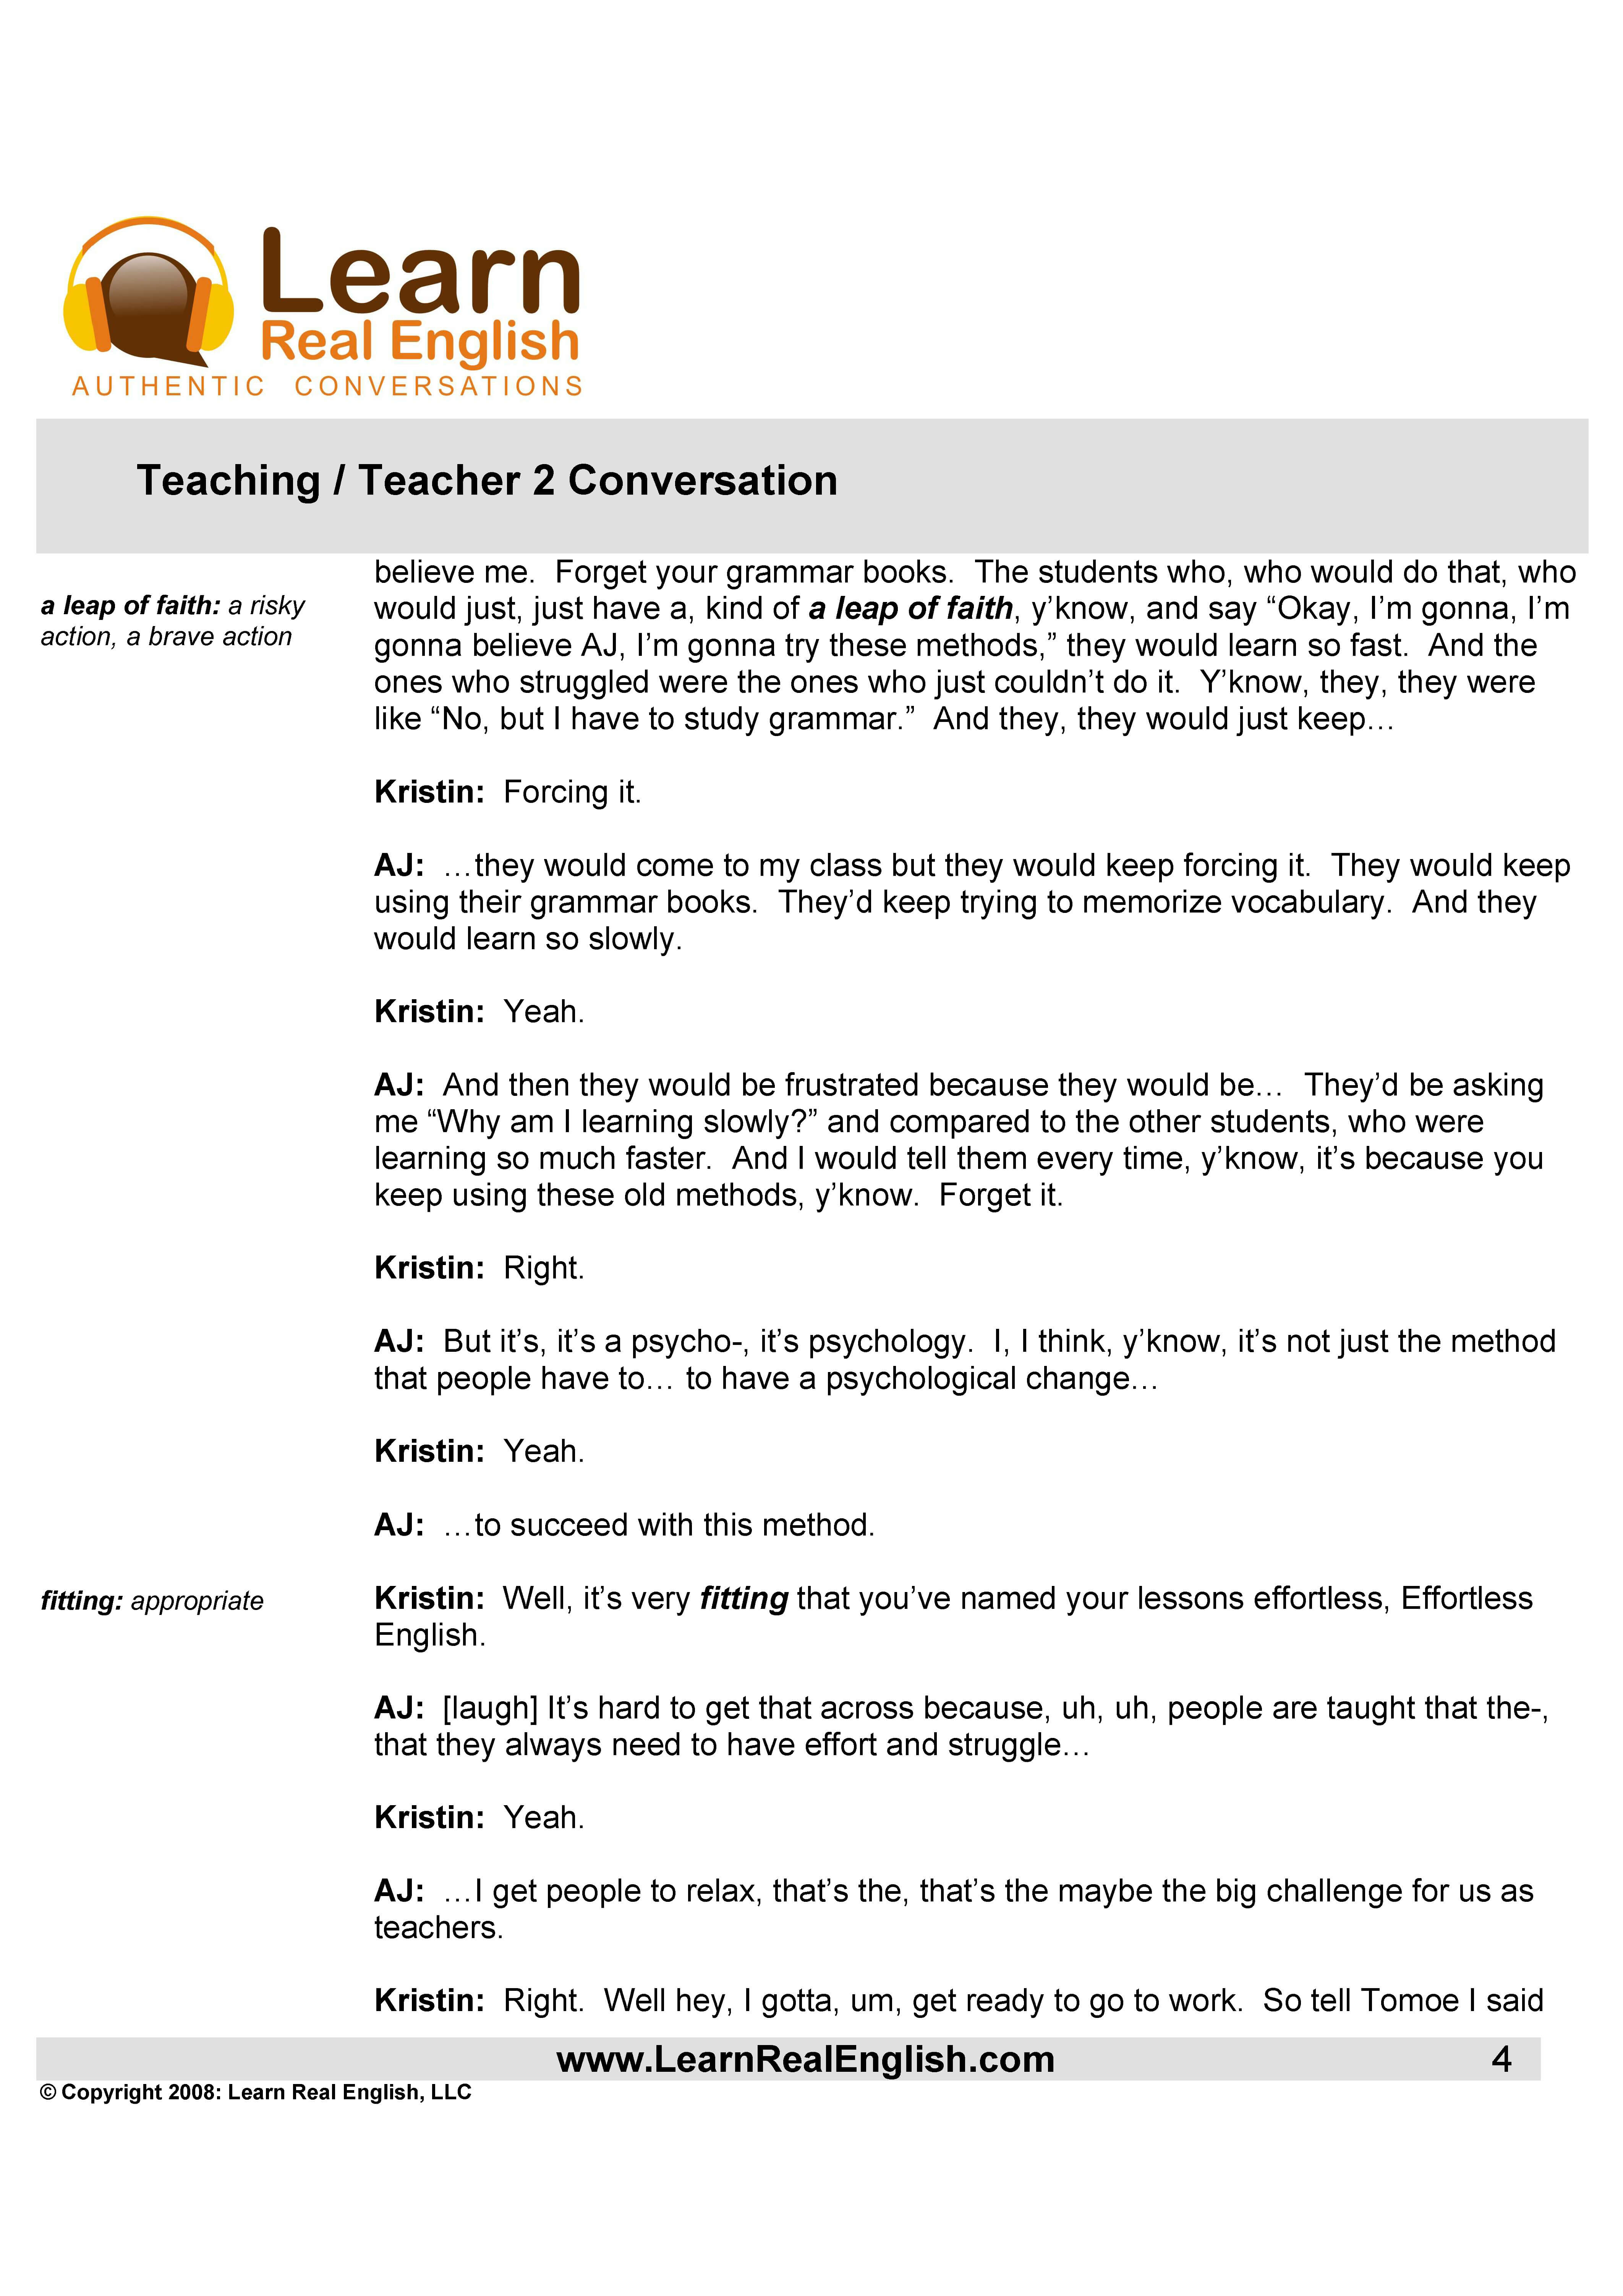 Learn
Real English
AUTHENTIC CONVERSATIONS
Teaching / Teacher 2 Conversation
a leap of faith: a risky
action, a brave action
believe me.  Forget your grammar books.  The students who, who would do that, who
would just, just have a, kind of a leap of faith, y’know, and say “Okay, I’m gonna, I’m
gonna believe AJ, I’m gonna try these methods,” they would learn so fast.  And the
ones who struggled were the ones who just couldn’t do it.  Y’know, they, they were
like “No, but I have to study grammar.”  And they, they would just keep…
Kristin:  Forcing it.
AJ:  …they would come to my class but they would keep forcing it.  They would keep
using their grammar books.  They’d keep trying to memorize vocabulary.  And they
would learn so slowly.
Kristin:  Yeah.
AJ:  And then they would be frustrated because they would be…  They’d be asking
me “Why am I learning slowly?” and compared to the other students, who were
learning so much faster.  And I would tell them every time, y’know, it’s because you
keep using these old methods, y’know.  Forget it.
Kristin:  Right.
AJ:  But it’s, it’s a psycho-, it’s psychology.  I, I think, y’know, it’s not just the method
that people have to… to have a psychological change…
Kristin:  Yeah.
AJ:  …to succeed with this method.
fitting: appropriate
Kristin:  Well, it’s very fitting that you’ve named your lessons effortless, Effortless
English.
AJ:  [laugh] It’s hard to get that across because, uh, uh, people are taught that the-,
that they always need to have effort and struggle…
Kristin:  Yeah.
AJ:  …I get people to relax, that’s the, that’s the maybe the big challenge for us as
teachers.
Kristin:  Right.  Well hey, I gotta, um, get ready to go to work.  So tell Tomoe I said
www.LearnRealEnglish.com 4
© Copyright 2008: Learn Real English, LLC